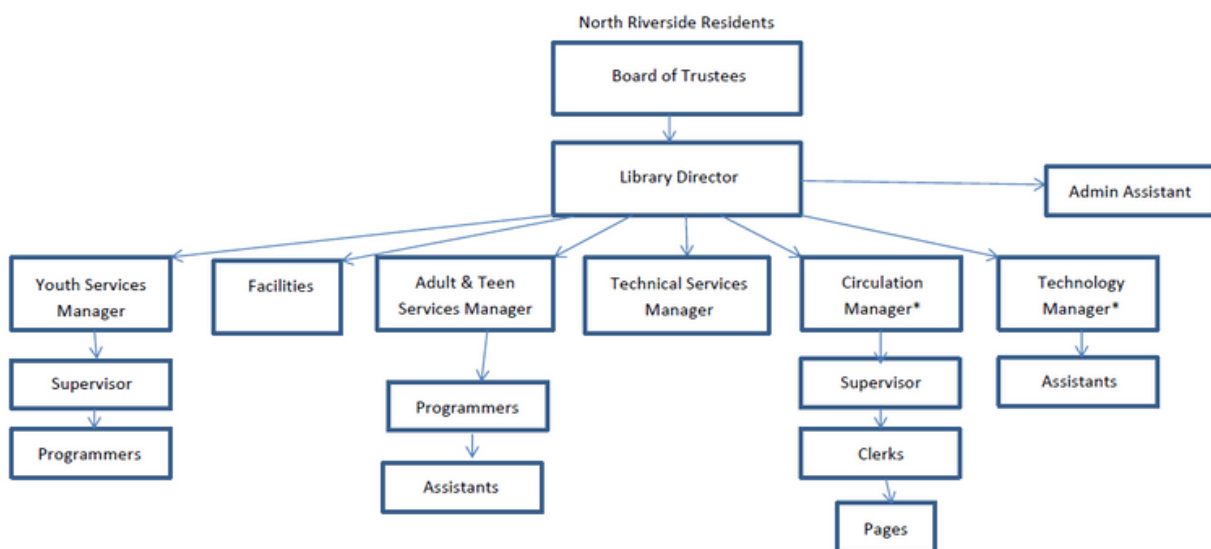 North Riverside Residents
Board of Trustees
Library Director
Admin Assistant
Youth Services
Manager
Facilities
Adult & Teen
Services Manager
Technical Services
Manager
Circulation
Manager*
Technology
Manager*
Supervisor
Programmers
Programmers
Assistants
Supervisor
Clerks
Pages
Assistants